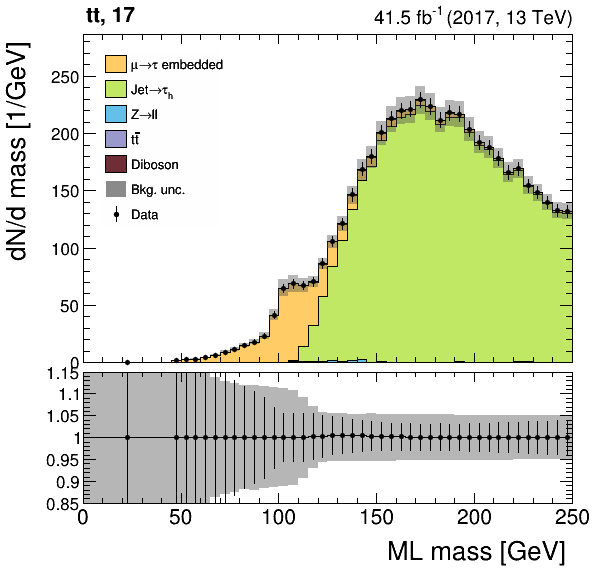 tt, 17
41.5 fb⁻¹ (2017, 13 TeV)
dN/d mass [1/GeV]
250
200
150
100
50
0
μ→τ embedded
Jet→τₕ
Z→ll
tt̄
Diboson
Bkg. unc.
Data
1.15
1.1
1.05
1
0.95
0.9
0.85
0 50 100 150 200 250
ML mass [GeV]